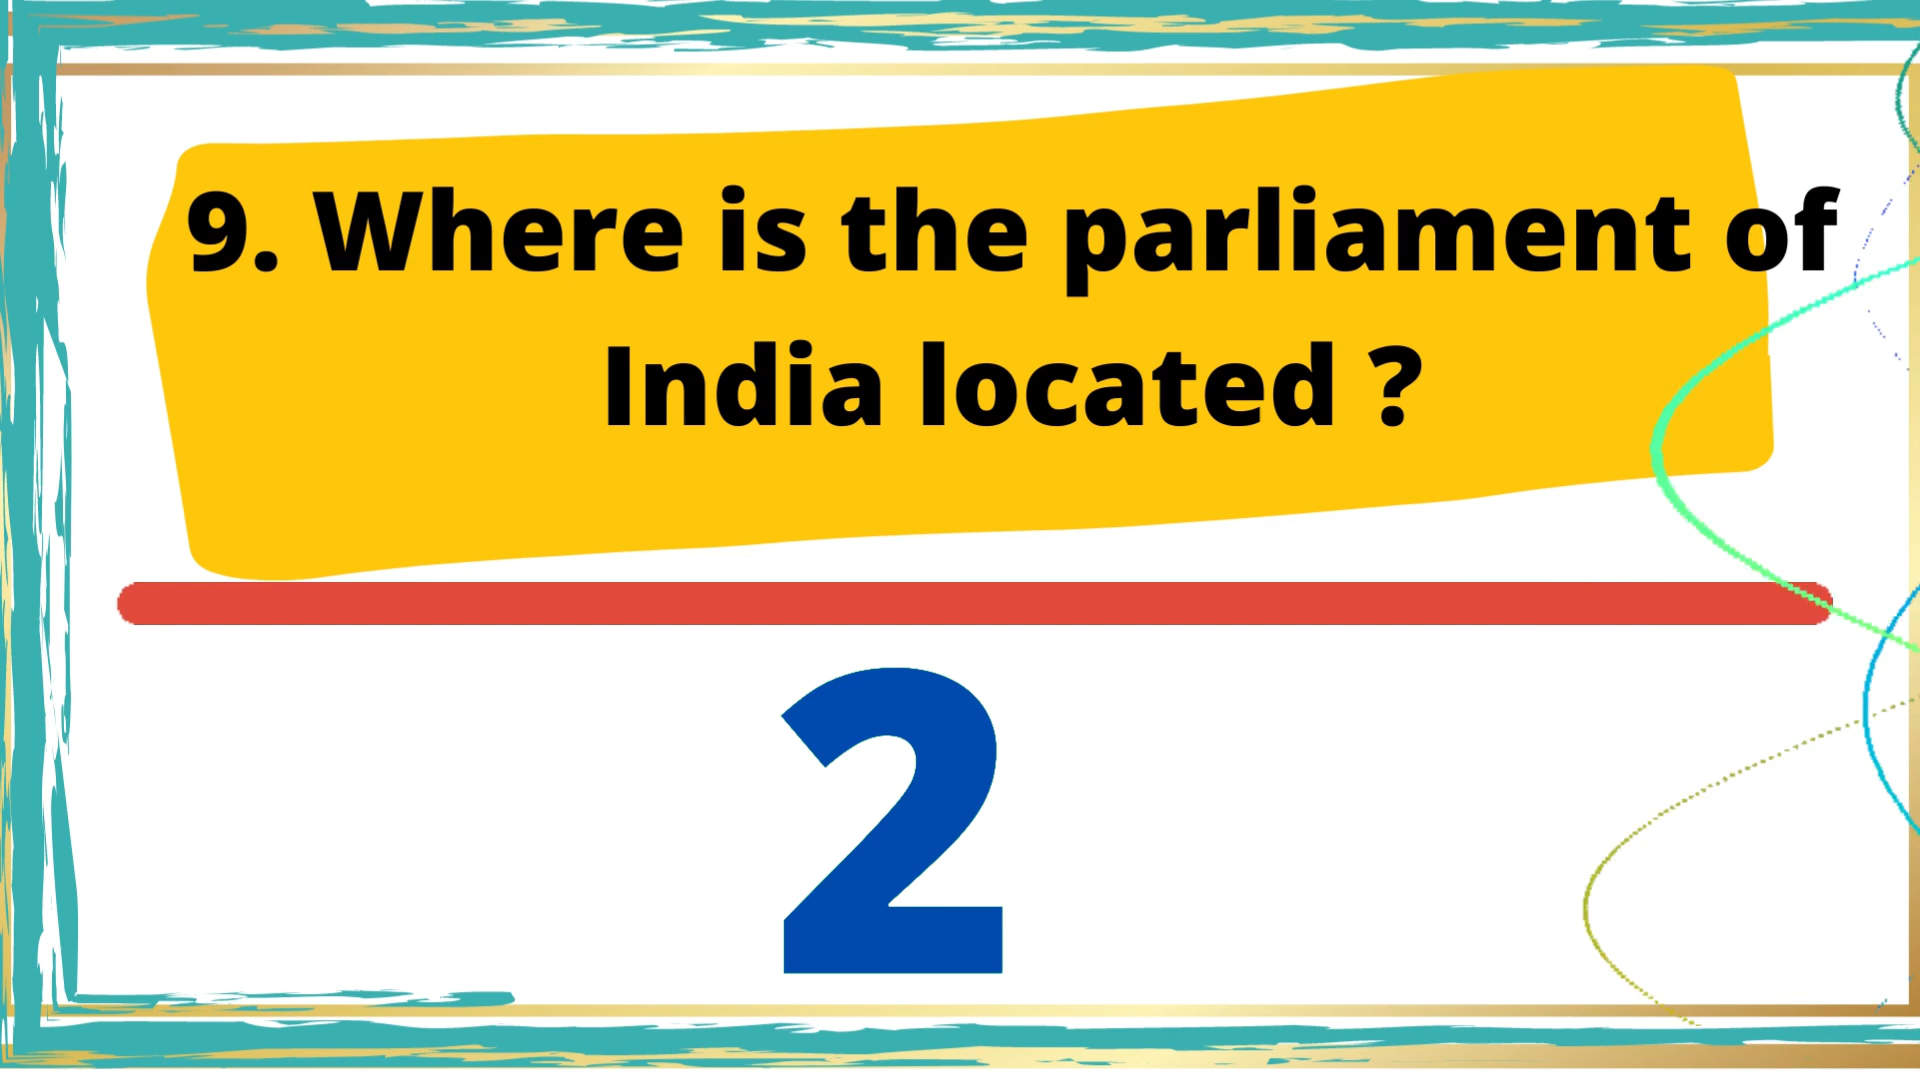 9. Where is the parliament of
India located ?
2